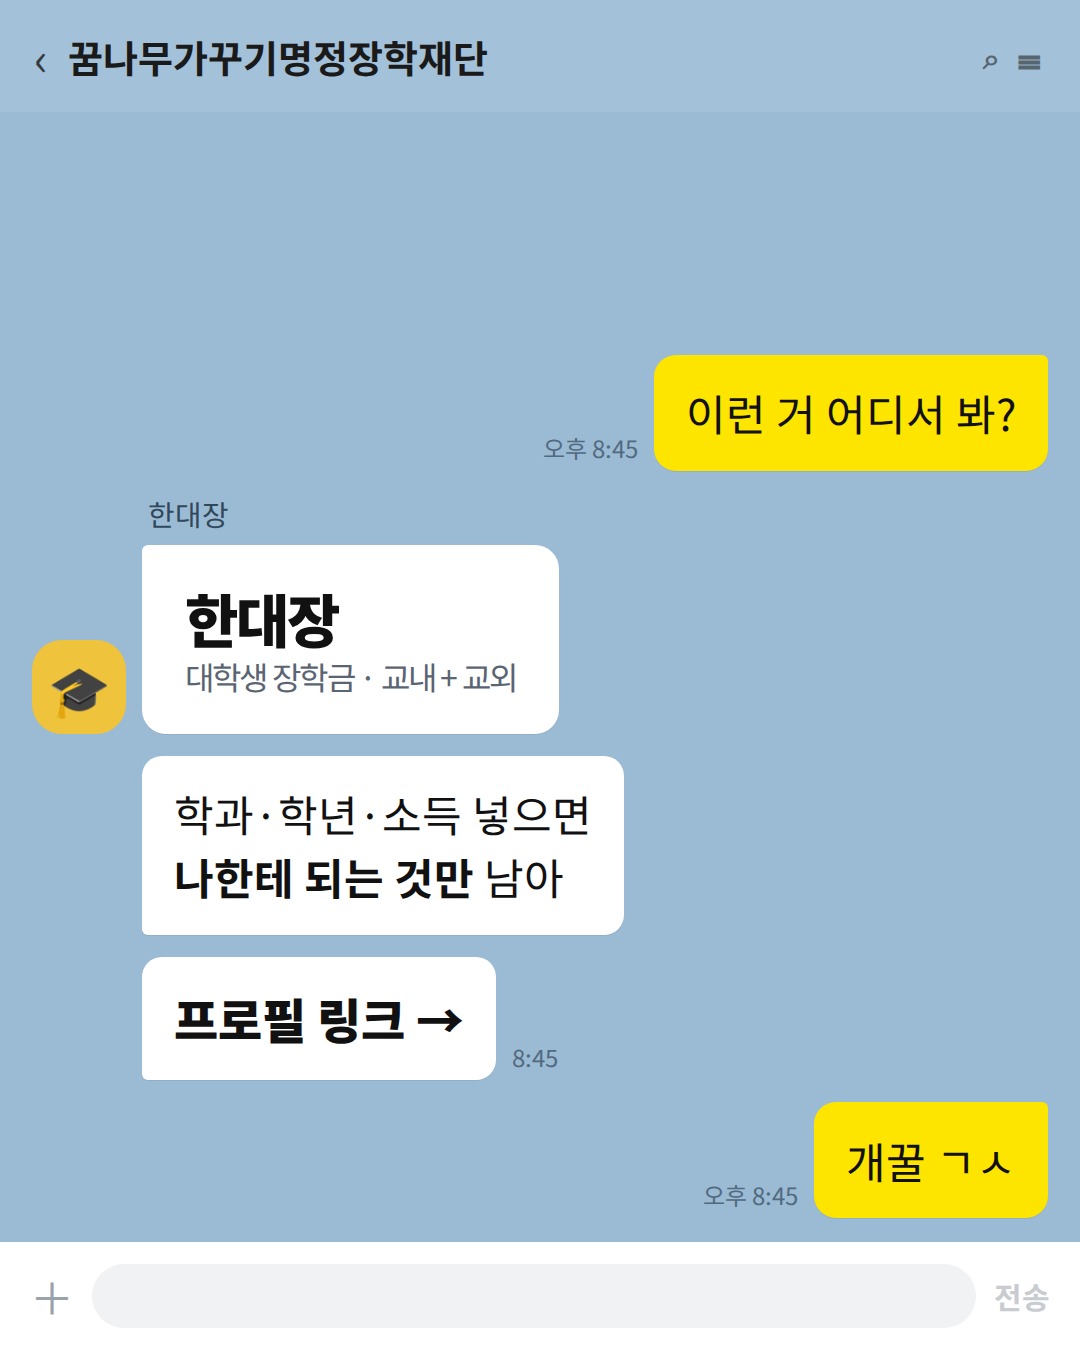 꿈나무가꾸기명정장학재단
이런 거 어디서 봐?
오후 8:45
한대장
한대장
대학생 장학금 · 교내+교외
학과·학년·소득 넣으면
나한테 되는 것만 남아
프로필 링크 →
8:45
개꿀 ㄱㅅ
오후 8:45
전송